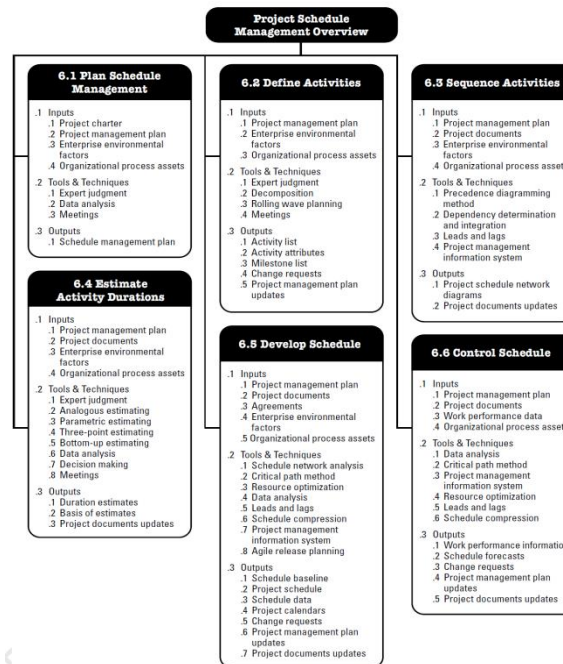 Project Schedule
Management Overview
6.1 Plan Schedule
Management
.1 Inputs
.1 Project charter
.2 Project management plan
.3 Enterprise environmental
factors
.4 Organizational process assets
.2 Tools & Techniques
.1 Expert judgment
.2 Data analysis
.3 Meetings
.3 Outputs
.1 Schedule management plan
6.2 Define Activities
.1 Inputs
.1 Project management plan
.2 Enterprise environmental
factors
.3 Organizational process assets
.2 Tools & Techniques
.1 Expert judgment
.2 Decomposition
.3 Rolling wave planning
.4 Meetings
.3 Outputs
.1 Activity list
.2 Activity attributes
.3 Milestone list
.4 Change requests
.5 Project management plan
updates
6.3 Sequence Activities
.1 Inputs
.1 Project management plan
.2 Project documents
.3 Enterprise environmental
factors
.4 Organizational process asset
.2 Tools & Techniques
.1 Precedence diagramming
method
.2 Dependency determination
and integration
.3 Leads and lags
.4 Project management
information system
.3 Outputs
.1 Project schedule network
diagrams
.2 Project documents updates
6.4 Estimate
Activity Durations
.1 Inputs
.1 Project management plan
.2 Project documents
.3 Enterprise environmental
factors
.4 Organizational process assets
.2 Tools & Techniques
.1 Expert judgment
.2 Analogous estimating
.3 Parametric estimating
.4 Three-point estimating
.5 Bottom-up estimating
.6 Data analysis
.7 Decision making
.8 Meetings
.3 Outputs
.1 Duration estimates
.2 Basis of estimates
.3 Project documents updates
6.5 Develop Schedule
.1 Inputs
.1 Project management plan
.2 Project documents
.3 Agreements
.4 Enterprise environmental
factors
.5 Organizational process assets
.2 Tools & Techniques
.1 Schedule network analysis
.2 Critical path method
.3 Resource optimization
.4 Data analysis
.5 Leads and lags
.6 Schedule compression
.7 Project management
information system
.8 Agile release planning
.3 Outputs
.1 Schedule baseline
.2 Project schedule
.3 Schedule data
.4 Project calendars
.5 Change requests
.6 Project management plan
updates
.7 Project documents updates
6.6 Control Schedule
.1 Inputs
.1 Project management plan
.2 Project documents
.3 Work performance data
.4 Organizational process asset
.2 Tools & Techniques
.1 Data analysis
.2 Critical path method
.3 Project management
information system
.4 Resource optimization
.5 Leads and lags
.6 Schedule compression
.3 Outputs
.1 Work performance informatio
.2 Schedule forecasts
.3 Change requests
.4 Project management plan
updates
.5 Project documents updates